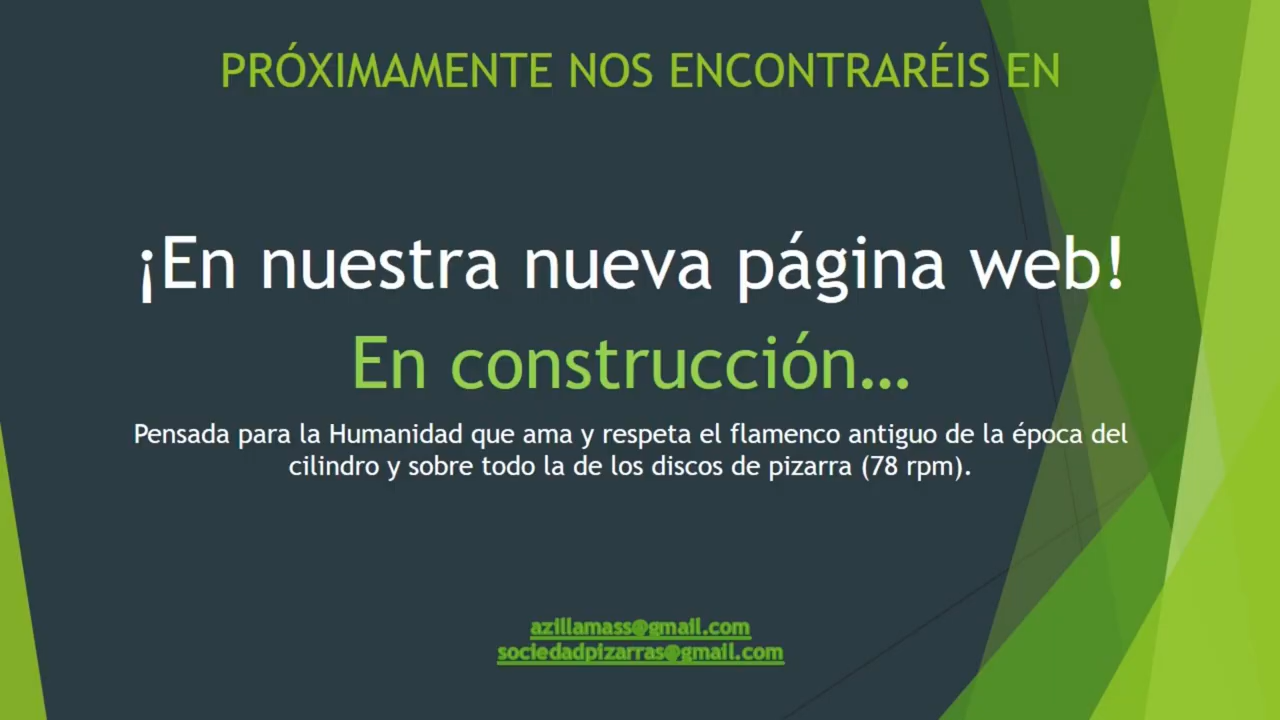 PRÓXIMAMENTE NOS ENCONTRARÉIS EN
¡En nuestra nueva página web!
En construcción…
Pensada para la Humanidad que ama y respeta el flamenco antiguo de la época del
cilindro y sobre todo la de los discos de pizarra (78 rpm).
azillamass@gmail.com
sociedadpizarras@gmail.com